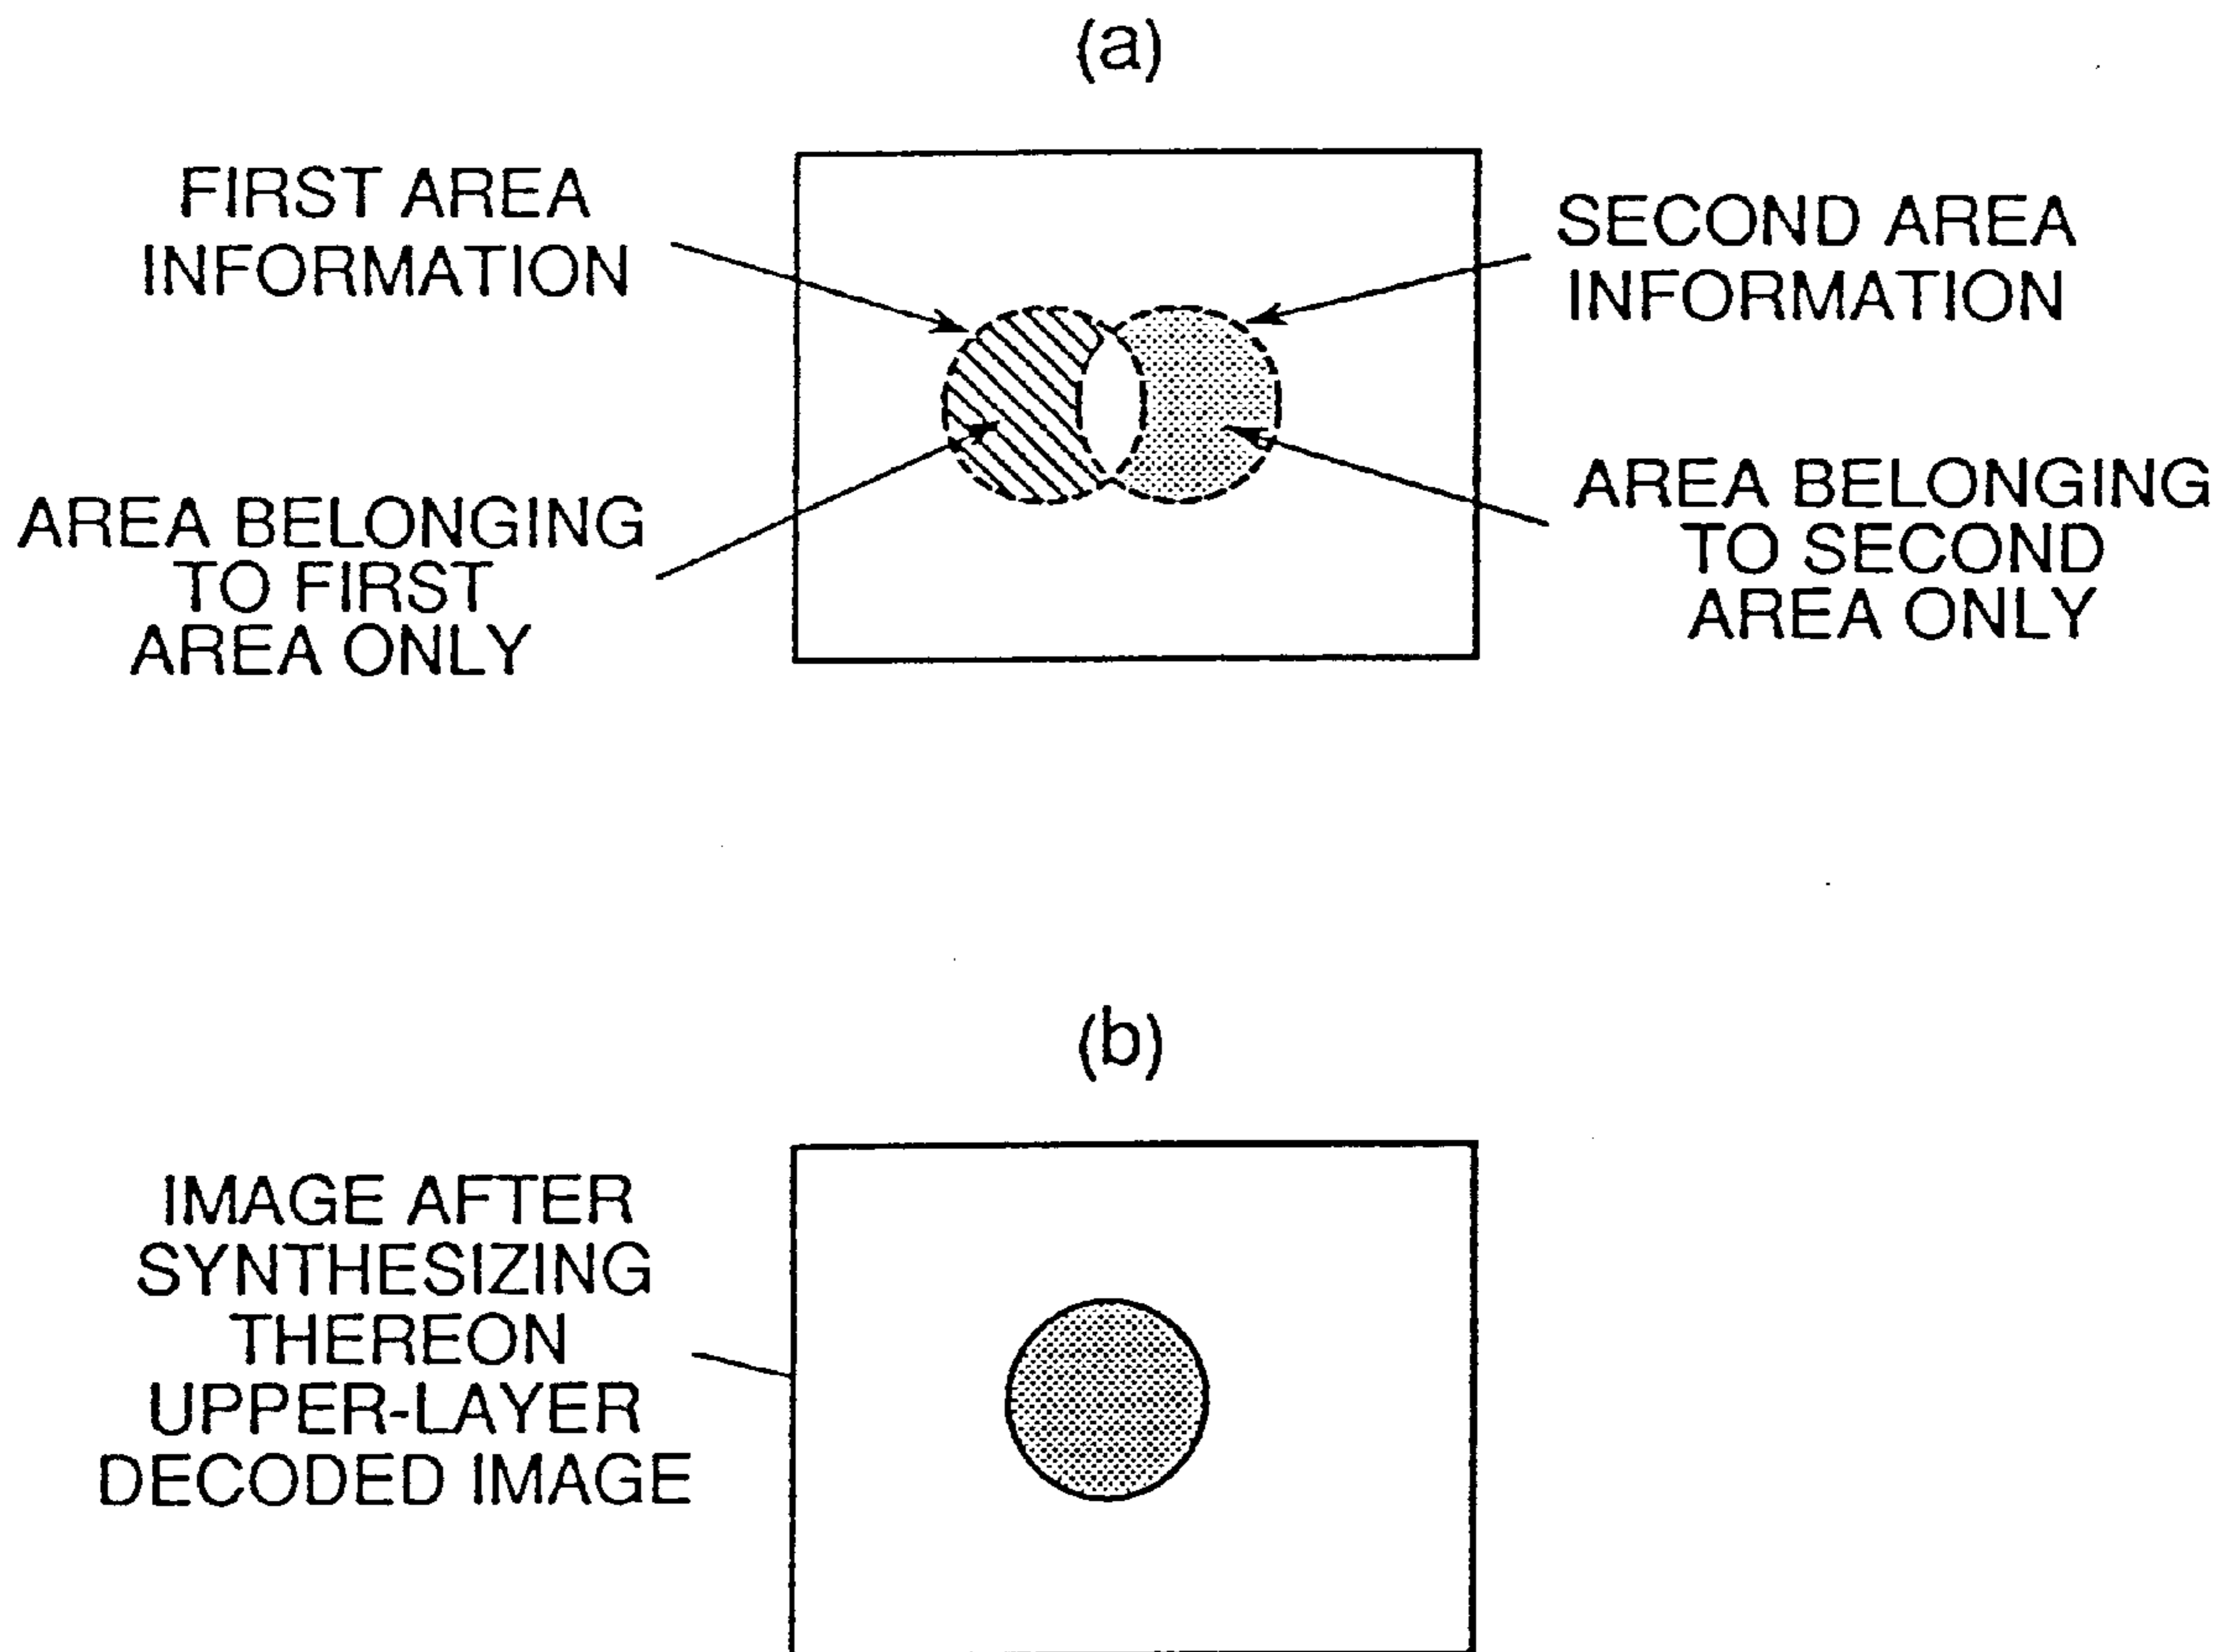 (a)
FIRST AREA
INFORMATION
SECOND AREA
INFORMATION
AREA BELONGING
TO FIRST
AREA ONLY
AREA BELONGING
TO SECOND
AREA ONLY
(b)
IMAGE AFTER
SYNTHESIZING
THEREON
UPPER-LAYER
DECODED IMAGE